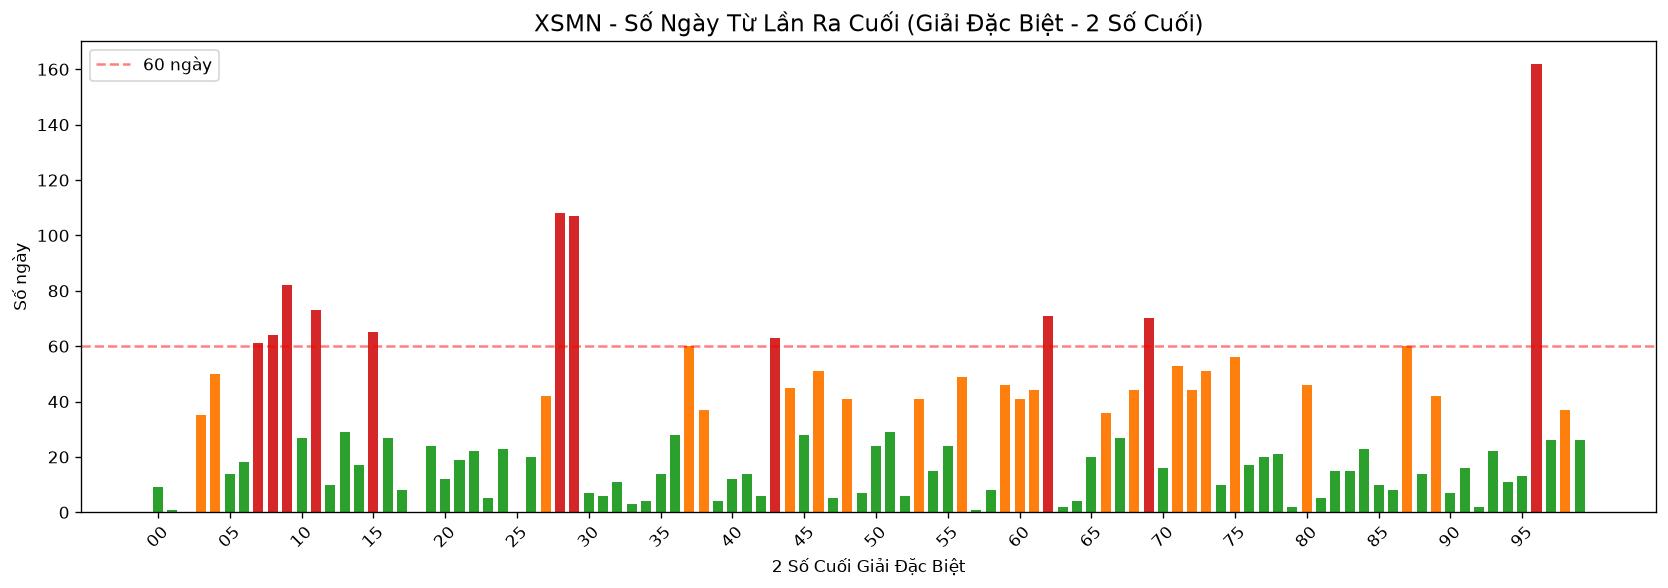 XSMN - Số Ngày Từ Lần Ra Cuối (Giải Đặc Biệt - 2 Số Cuối)
60 ngày
Số ngày
160
140
120
100
80
60
40
20
0
00 05 10 15 20 25 30 35 40 45 50 55 60 65 70 75 80 85 90 95
2 Số Cuối Giải Đặc Biệt